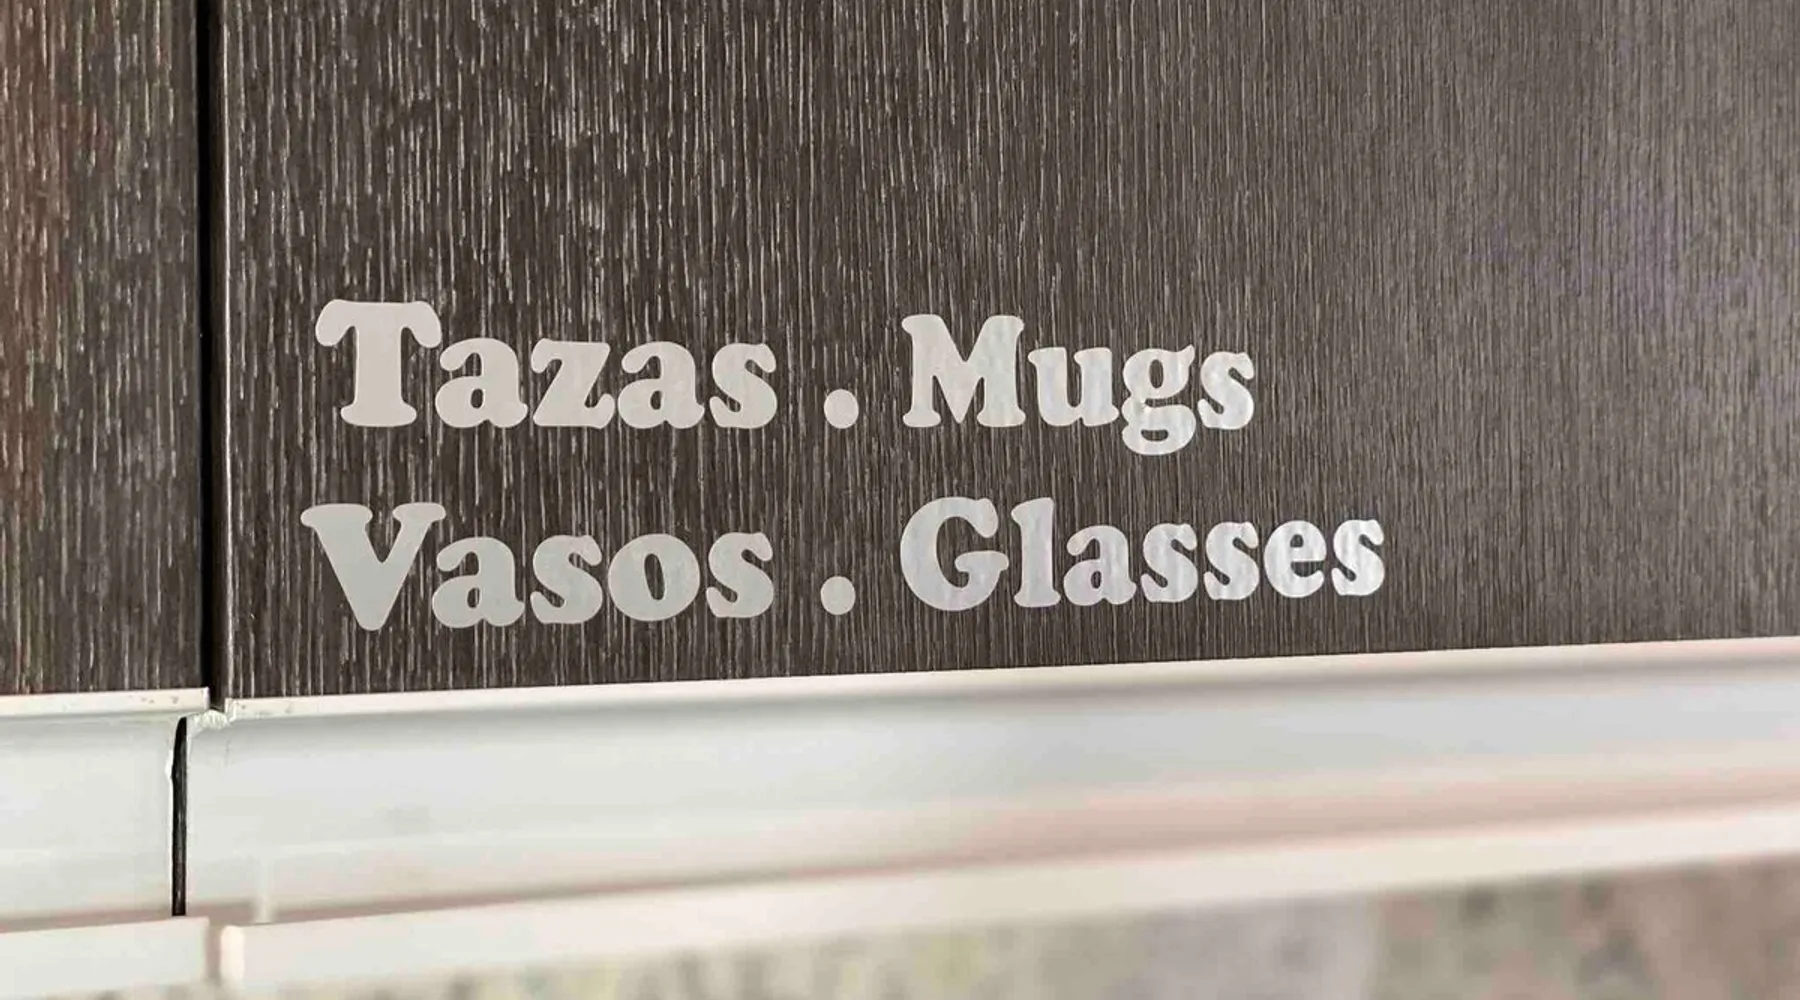 Tazas . Mugs
Vasos . Glasses